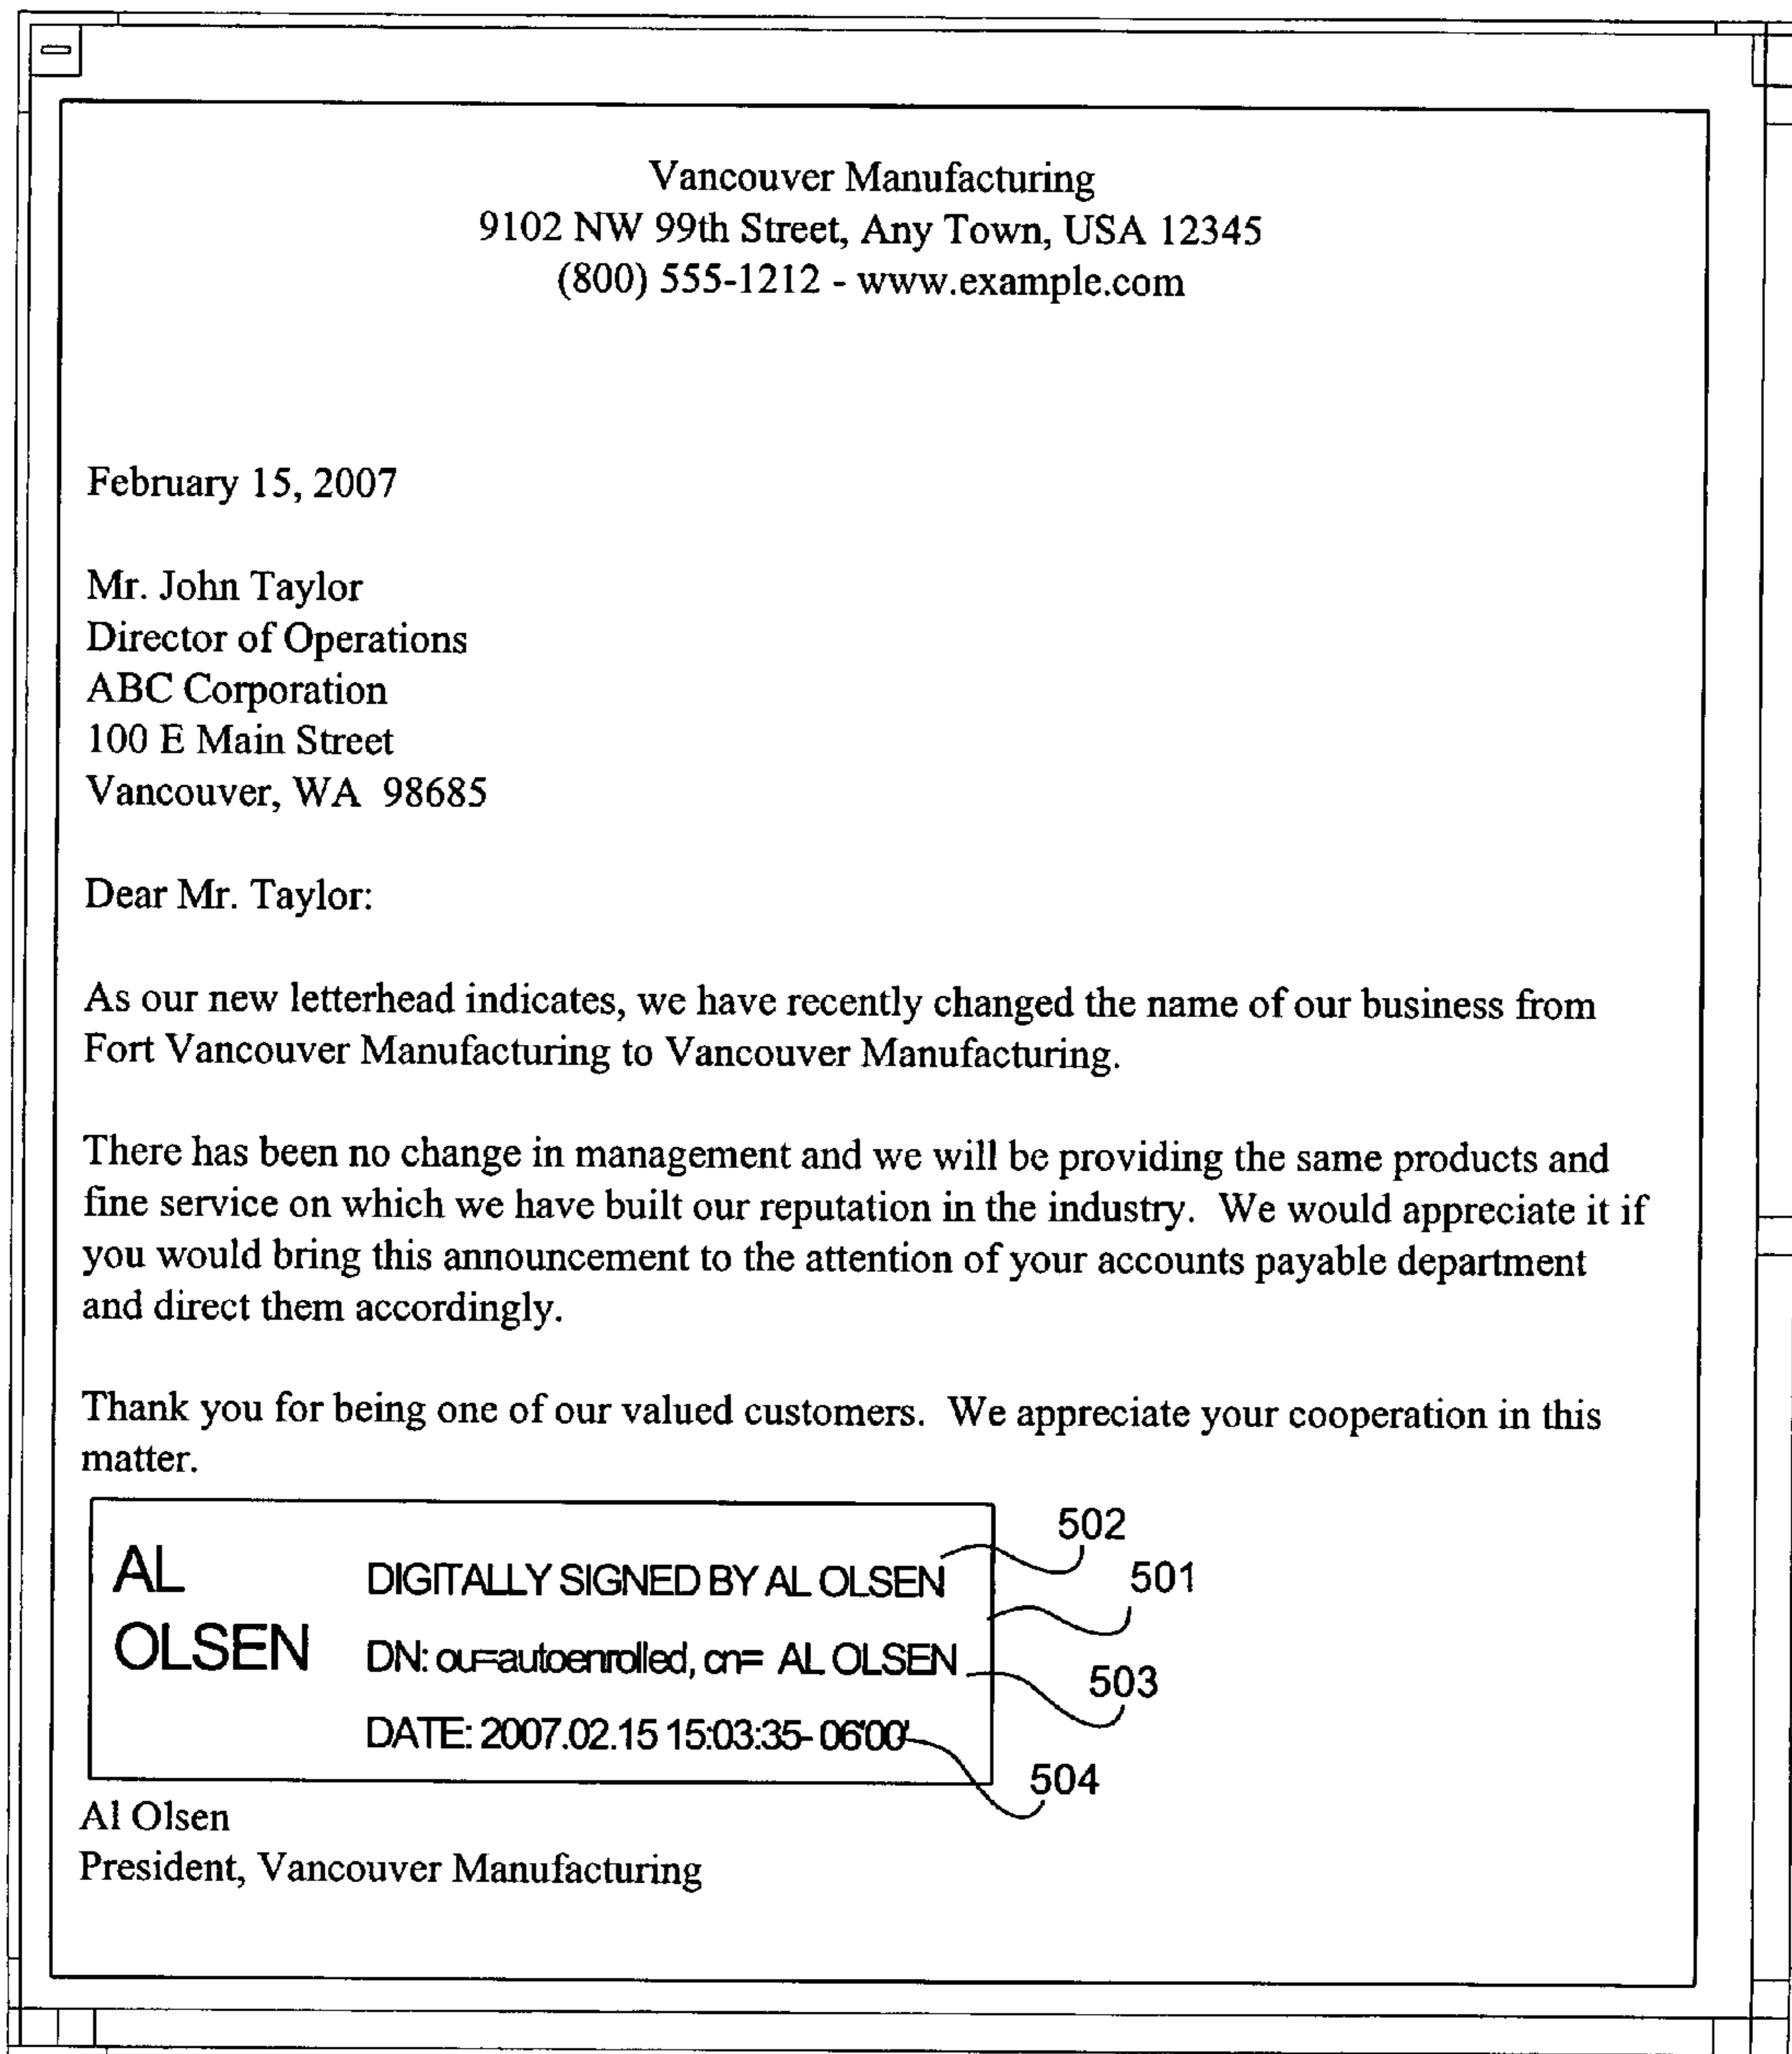 Vancouver Manufacturing
9102 NW 99th Street, Any Town, USA 12345
(800) 555-1212 - www.example.com
February 15, 2007
Mr. John Taylor
Director of Operations
ABC Corporation
100 E Main Street
Vancouver, WA 98685
Dear Mr. Taylor:
As our new letterhead indicates, we have recently changed the name of our business from
Fort Vancouver Manufacturing to Vancouver Manufacturing.
There has been no change in management and we will be providing the same products and
fine service on which we have built our reputation in the industry. We would appreciate it if
you would bring this announcement to the attention of your accounts payable department
and direct them accordingly.
Thank you for being one of our valued customers. We appreciate your cooperation in this
matter.
AL
OLSEN
DIGITALLY SIGNED BY AL OLSEN
DN: ou=autoenrolled, cn= AL OLSEN
DATE: 2007.02.15 15:03:35- 06'00'
502
501
503
504
Al Olsen
President, Vancouver Manufacturing